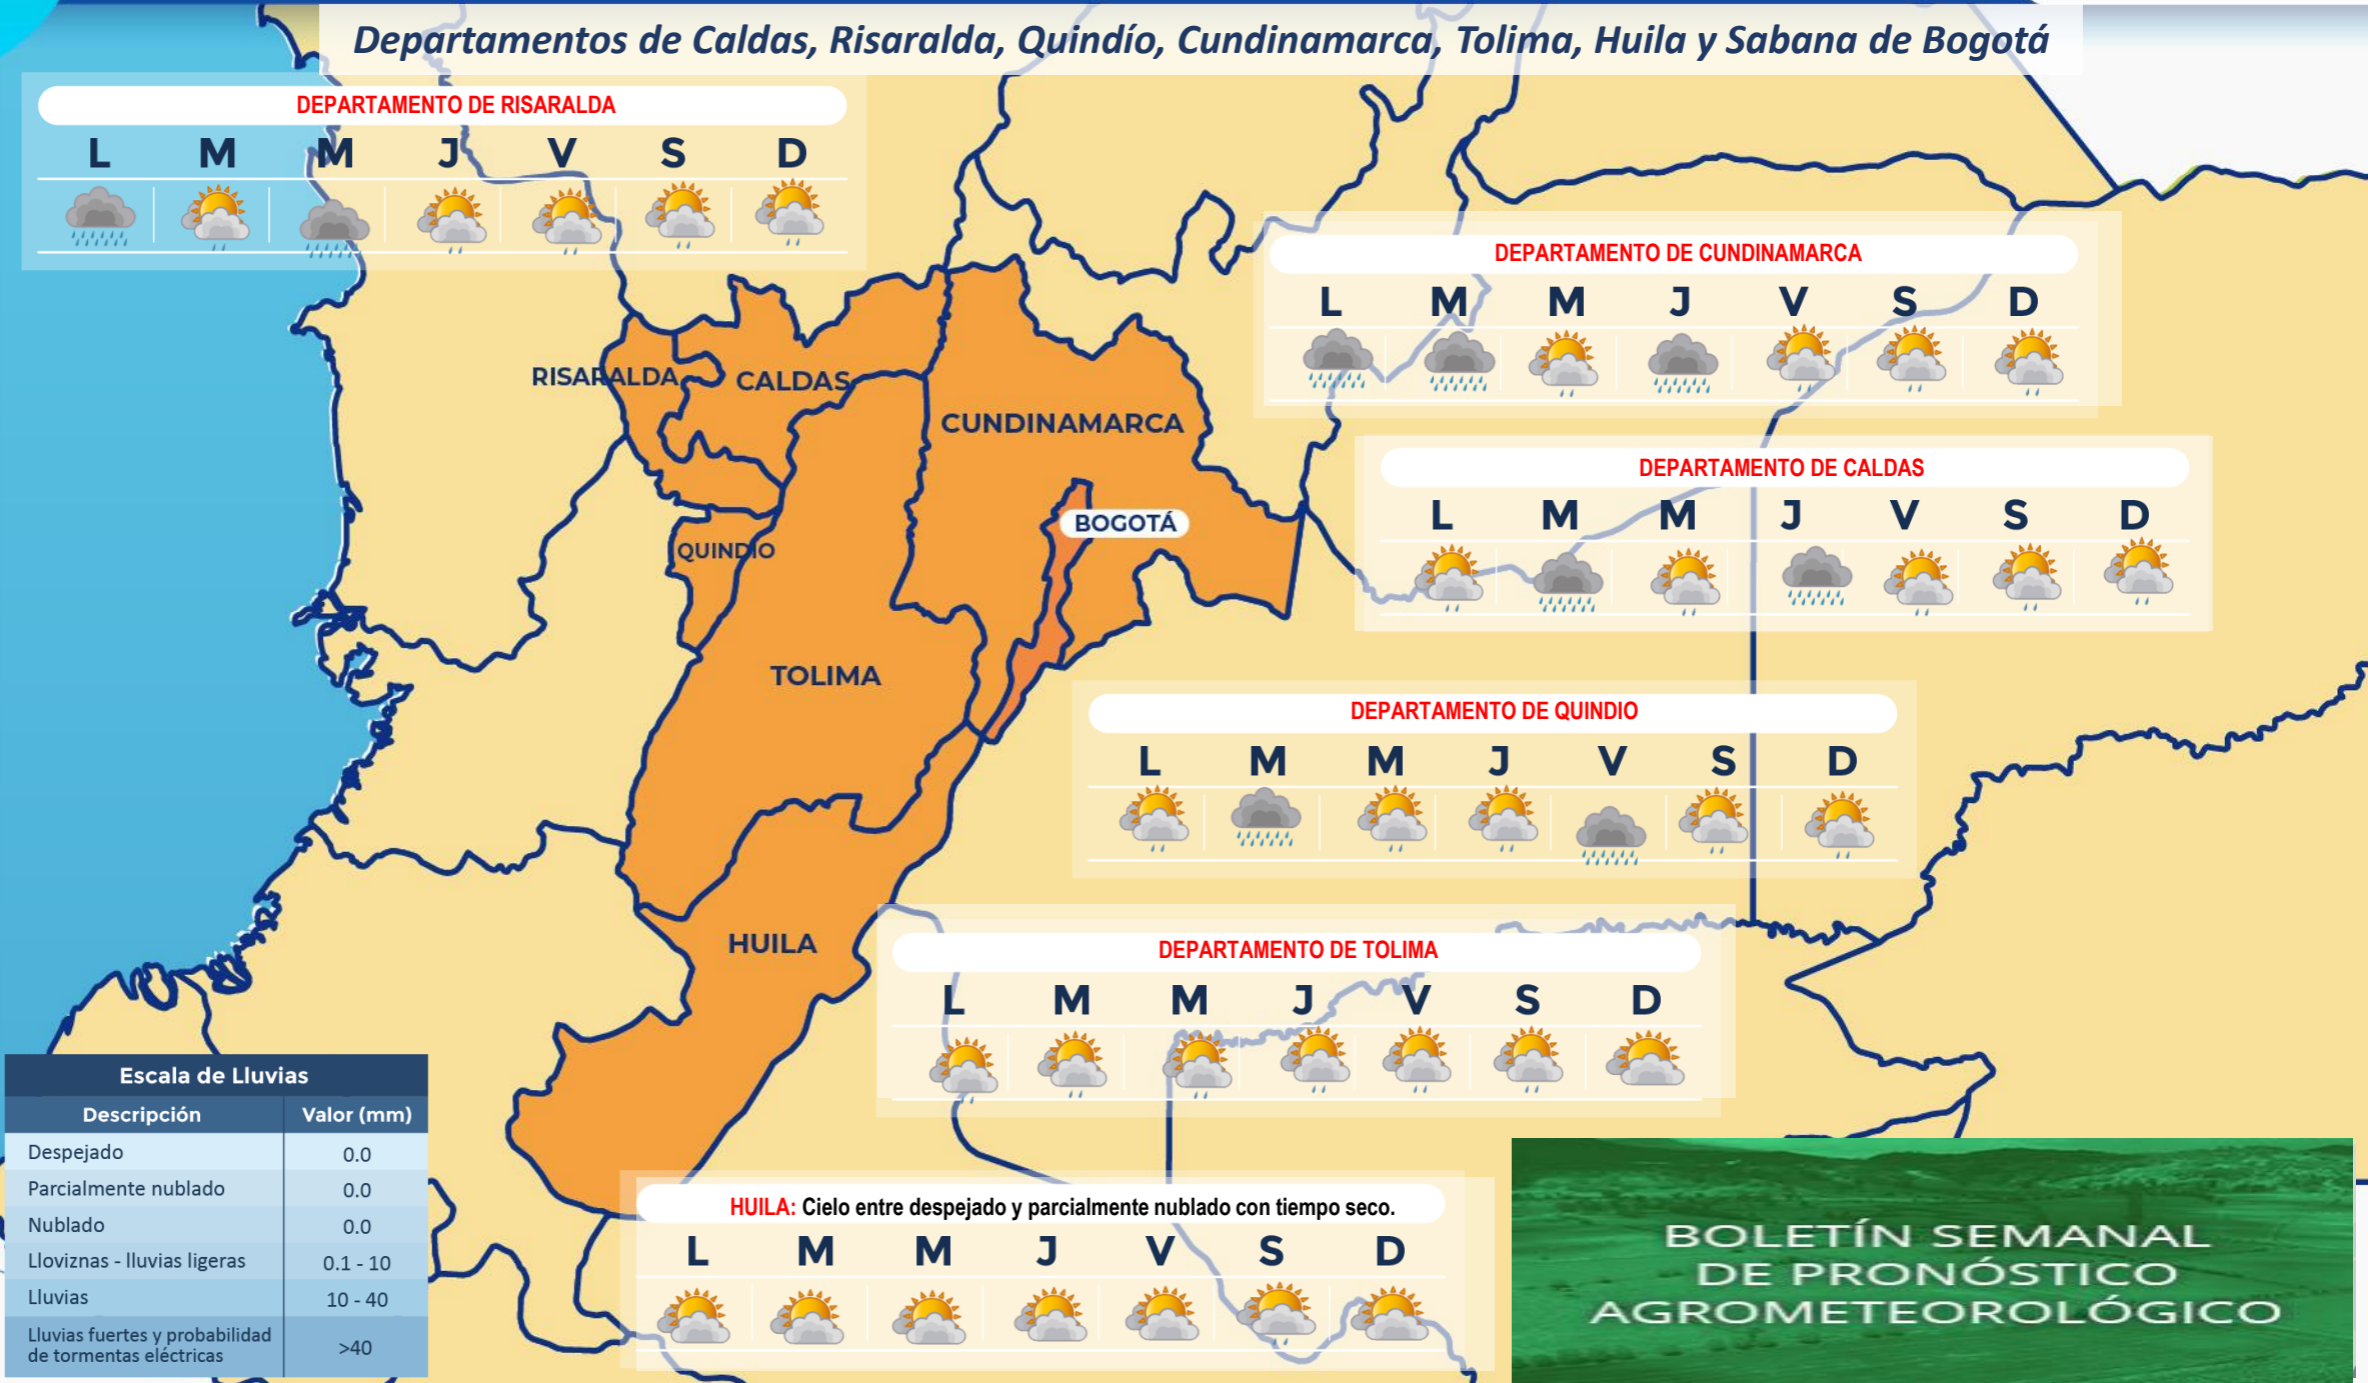 Departamentos de Caldas, Risaralda, Quindío, Cundinamarca, Tolima, Huila y Sabana de Bogotá
DEPARTAMENTO DE RISARALDA
L M M J V S D
DEPARTAMENTO DE CUNDINAMARCA
L M M J V S D
RISARALDA
CALDAS
CUNDINAMARCA
BOGOTÁ
QUINDIO
TOLIMA
HUILA
DEPARTAMENTO DE CALDAS
L M M J V S D
DEPARTAMENTO DE QUINDIO
L M M J V S D
DEPARTAMENTO DE TOLIMA
L M M J V S D
HUILA: Cielo entre despejado y parcialmente nublado con tiempo seco.
L M M J V S D
Escala de Lluvias
Descripción Valor (mm)
Despejado 0.0
Parcialmente nublado 0.0
Nublado 0.0
Lloviznas - lluvias ligeras 0.1 - 10
Lluvias 10 - 40
Lluvias fuertes y probabilidad
de tormentas eléctricas >40
BOLETÍN SEMANAL
DE PRONÓSTICO
AGROMETEOROLÓGICO